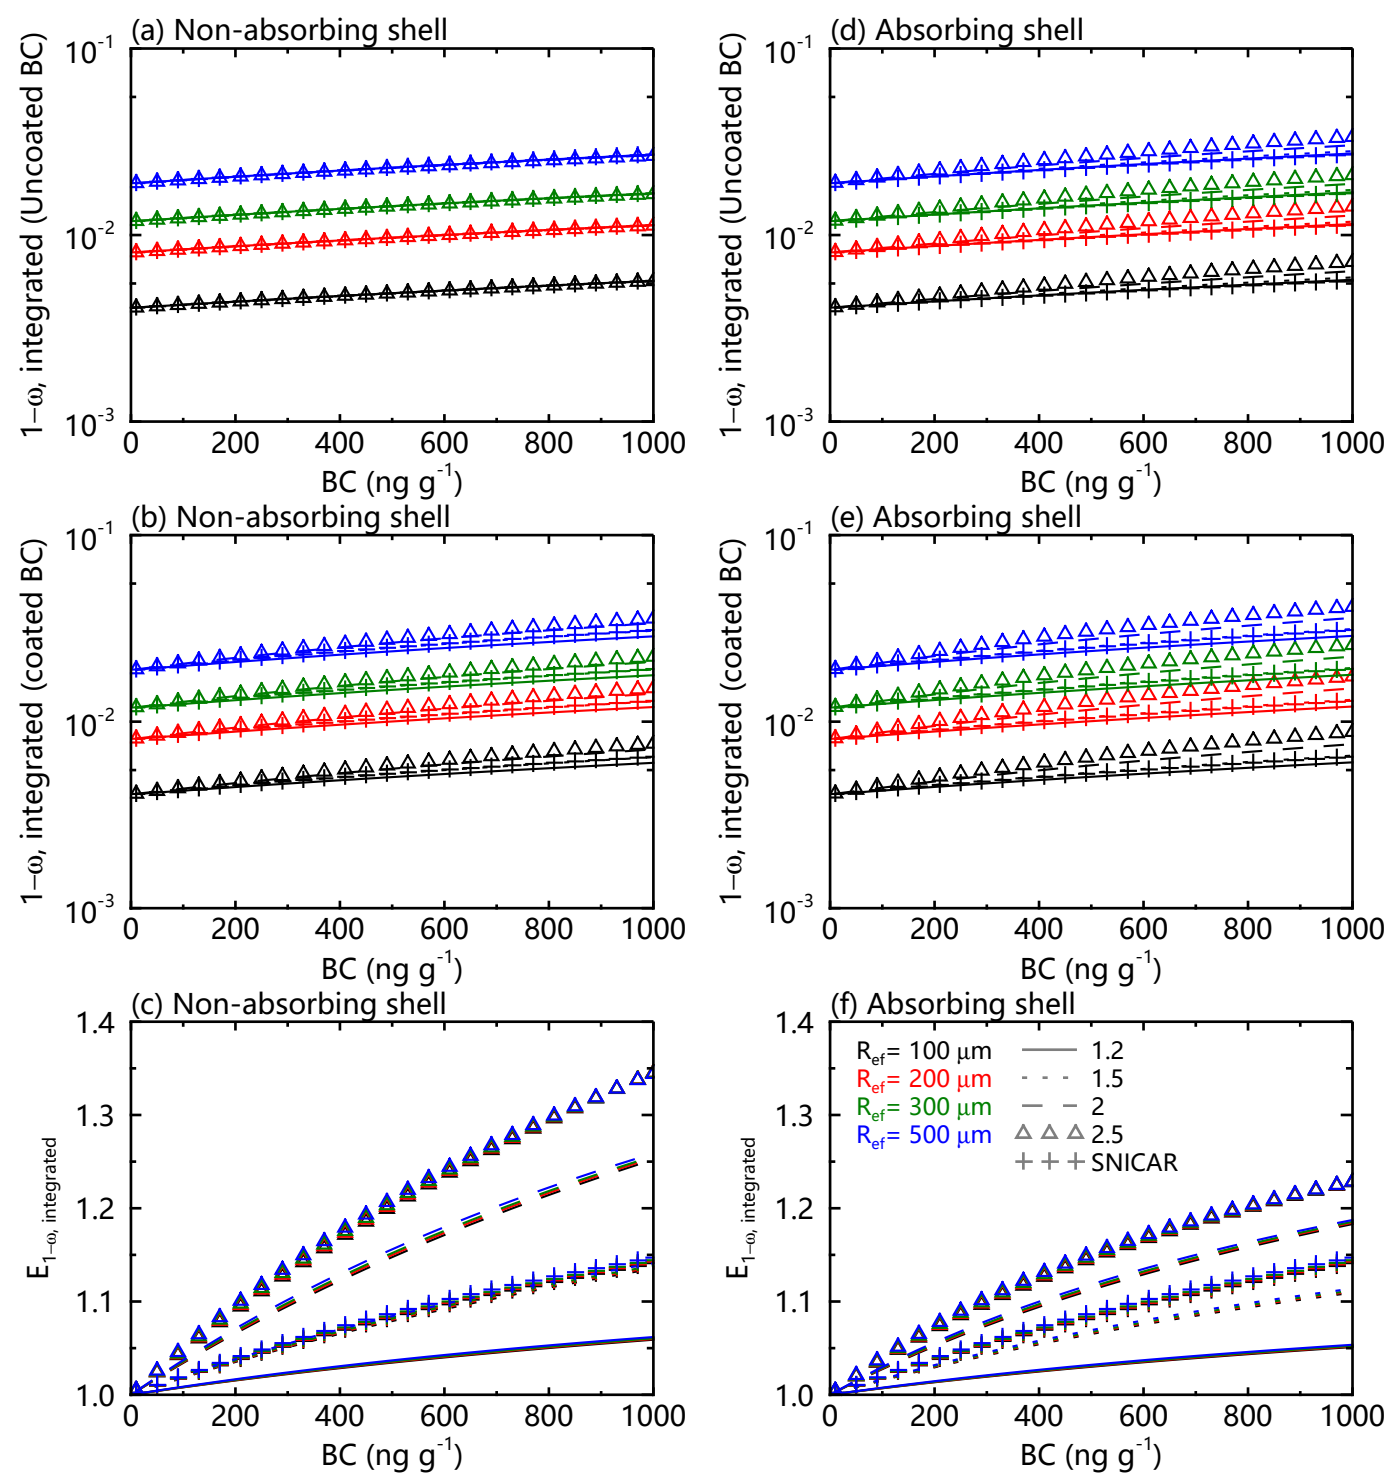 (a) Non-absorbing shell
1−ω, integrated (Uncoated BC)
10-1
10-2
10-3
0 200 400 600 800 1000
BC (ng g-1)
(d) Absorbing shell
1−ω, integrated (Uncoated BC)
10-1
10-2
10-3
0 200 400 600 800 1000
BC (ng g-1)
(b) Non-absorbing shell
1−ω, integrated (coated BC)
10-1
10-2
10-3
0 200 400 600 800 1000
BC (ng g-1)
(e) Absorbing shell
1−ω, integrated (coated BC)
10-1
10-2
10-3
0 200 400 600 800 1000
BC (ng g-1)
(c) Non-absorbing shell
E1−ω, integrated
1.4
1.3
1.2
1.1
1.0
0 200 400 600 800 1000
BC (ng g-1)
(f) Absorbing shell
E1−ω, integrated
1.4
1.3
1.2
1.1
1.0
Ref= 100 μm
Ref= 200 μm
Ref= 300 μm
Ref= 500 μm
1.2
1.5
2
2.5
SNICAR
0 200 400 600 800 1000
BC (ng g-1)